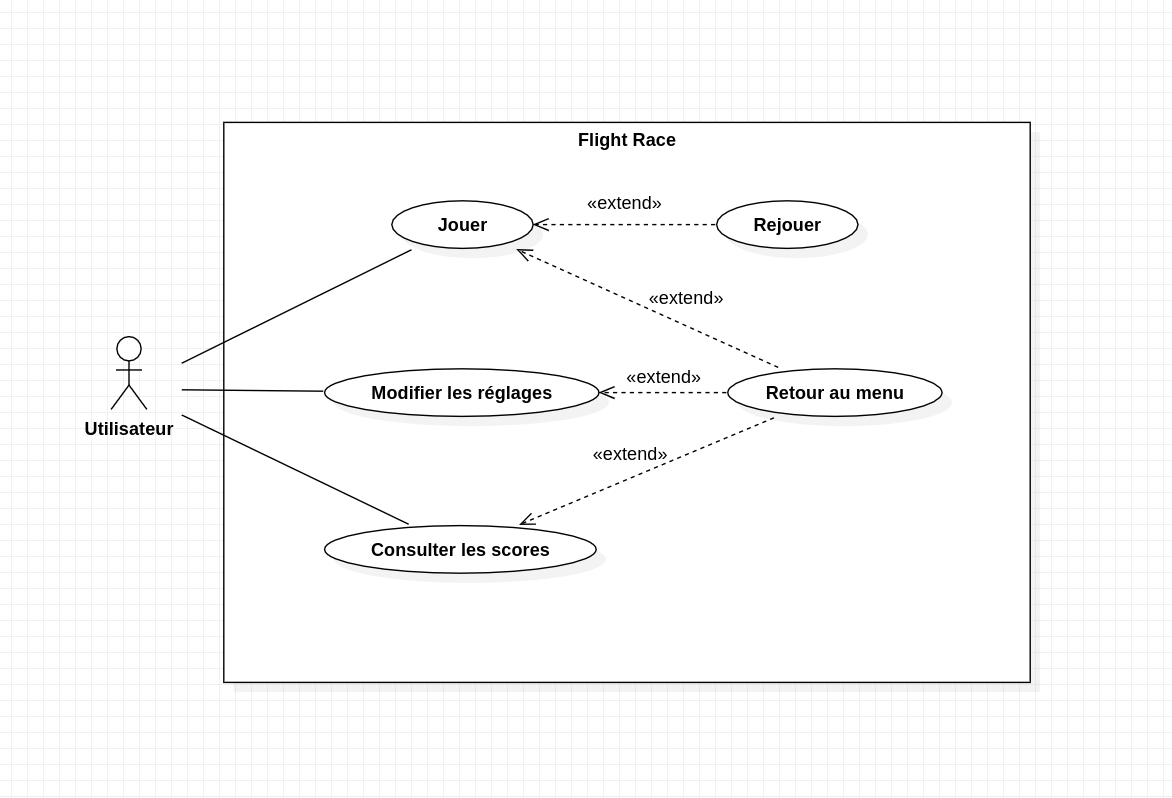 Flight Race
Jouer
«extend»
Rejouer
«extend»
Utilisateur
Modifier les réglages
«extend»
Retour au menu
«extend»
Consulter les scores